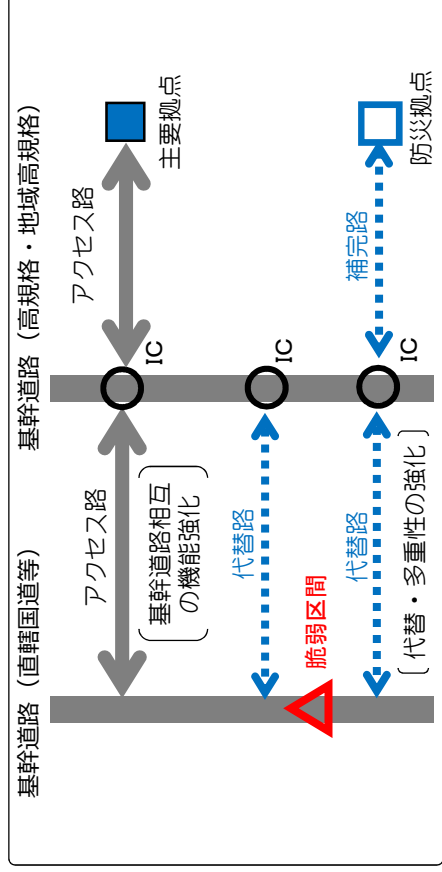 基幹道路（直轄国道等）
基幹道路（高規格・地域高規格）
アクセス路
アクセス路
主要拠点
IC
基幹道路相互
の機能強化
代替路
IC
脆弱区間
代替路
補完路
IC
防災拠点
代替・多重性の強化